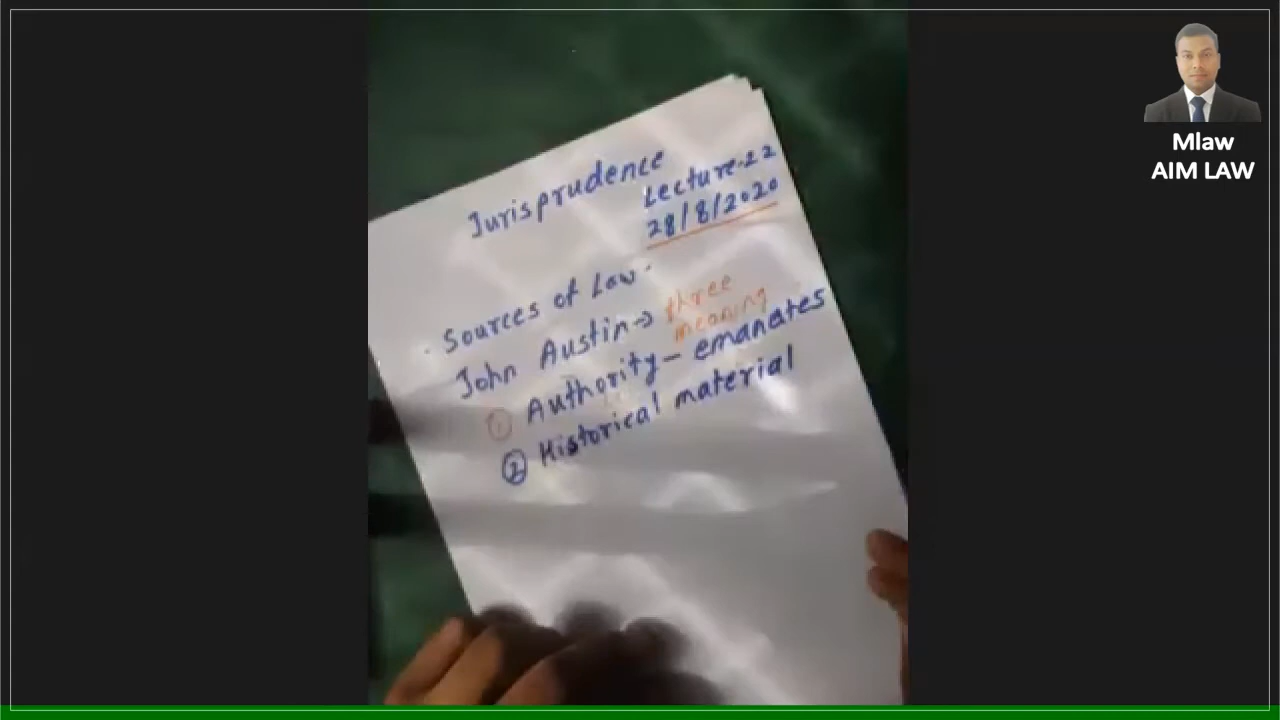 Jurisprudence
Lecture-22
28/8/2020
Sources of Law
John Austin→ three meaning
① Authority- emanates
② Historical material
Mlaw
AIM LAW